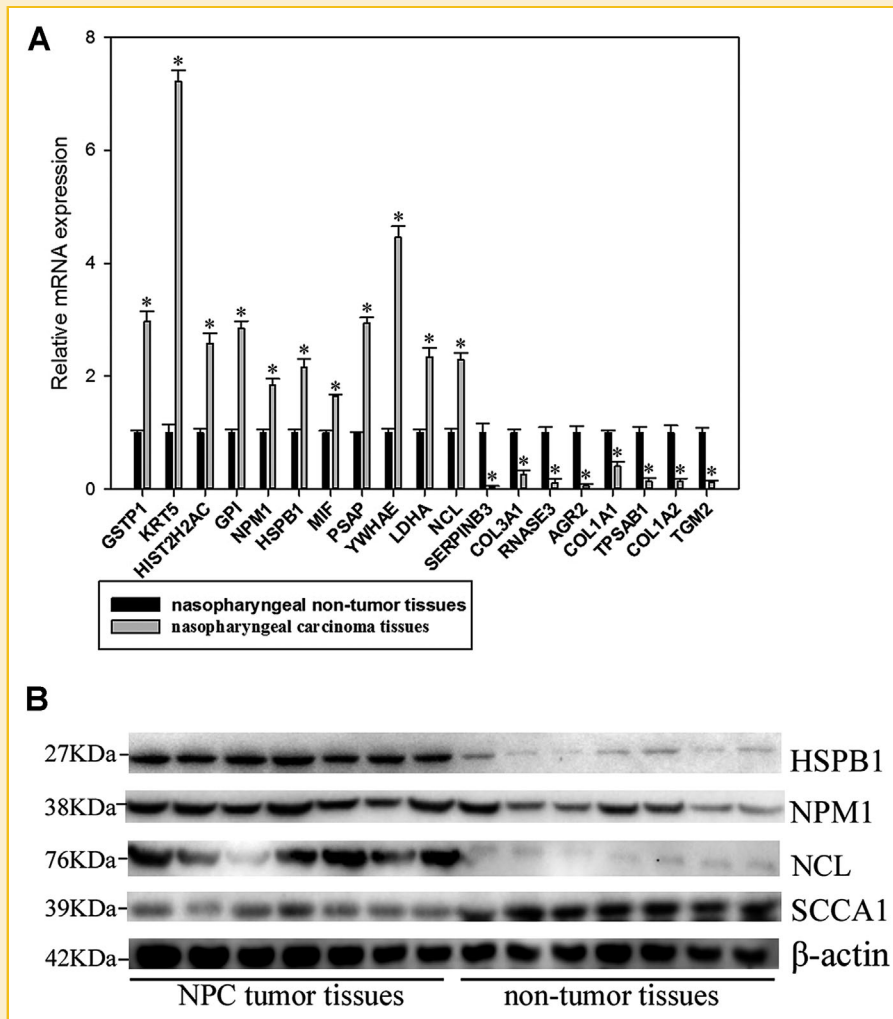 A
8
6
4
2
0
Relative mRNA expression
* * * * * * * * * * * * * * * * * * *
GSTP1
KRT5
HIST2H2AC
GPI
NPM1
HSPB1
MIF
PSAP
YWHAE
LDHA
NCL
SERPINB3
COL3A1
RNASE3
AGR2
COL1A1
TPSAB1
COL1A2
TGM2
nasopharyngeal non-tumor tissues
nasopharyngeal carcinoma tissues
B
27KDa HSPB1
38KDa NPM1
76KDa NCL
39KDa SCCA1
42KDa β-actin
NPC tumor tissues non-tumor tissues